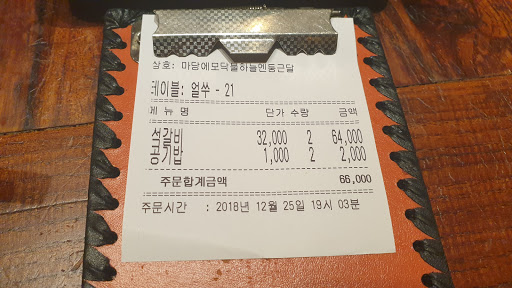 상호: 마당에모닥불하늘엔둥근달
테이블: 얼쑤 - 21
메 뉴 명 단가 수량 금액
석갈비 32,000 2 64,000
공기밥 1,000 2 2,000
주문합계금액 66,000
주문시간 : 2018년 12월 25일 19시 03분